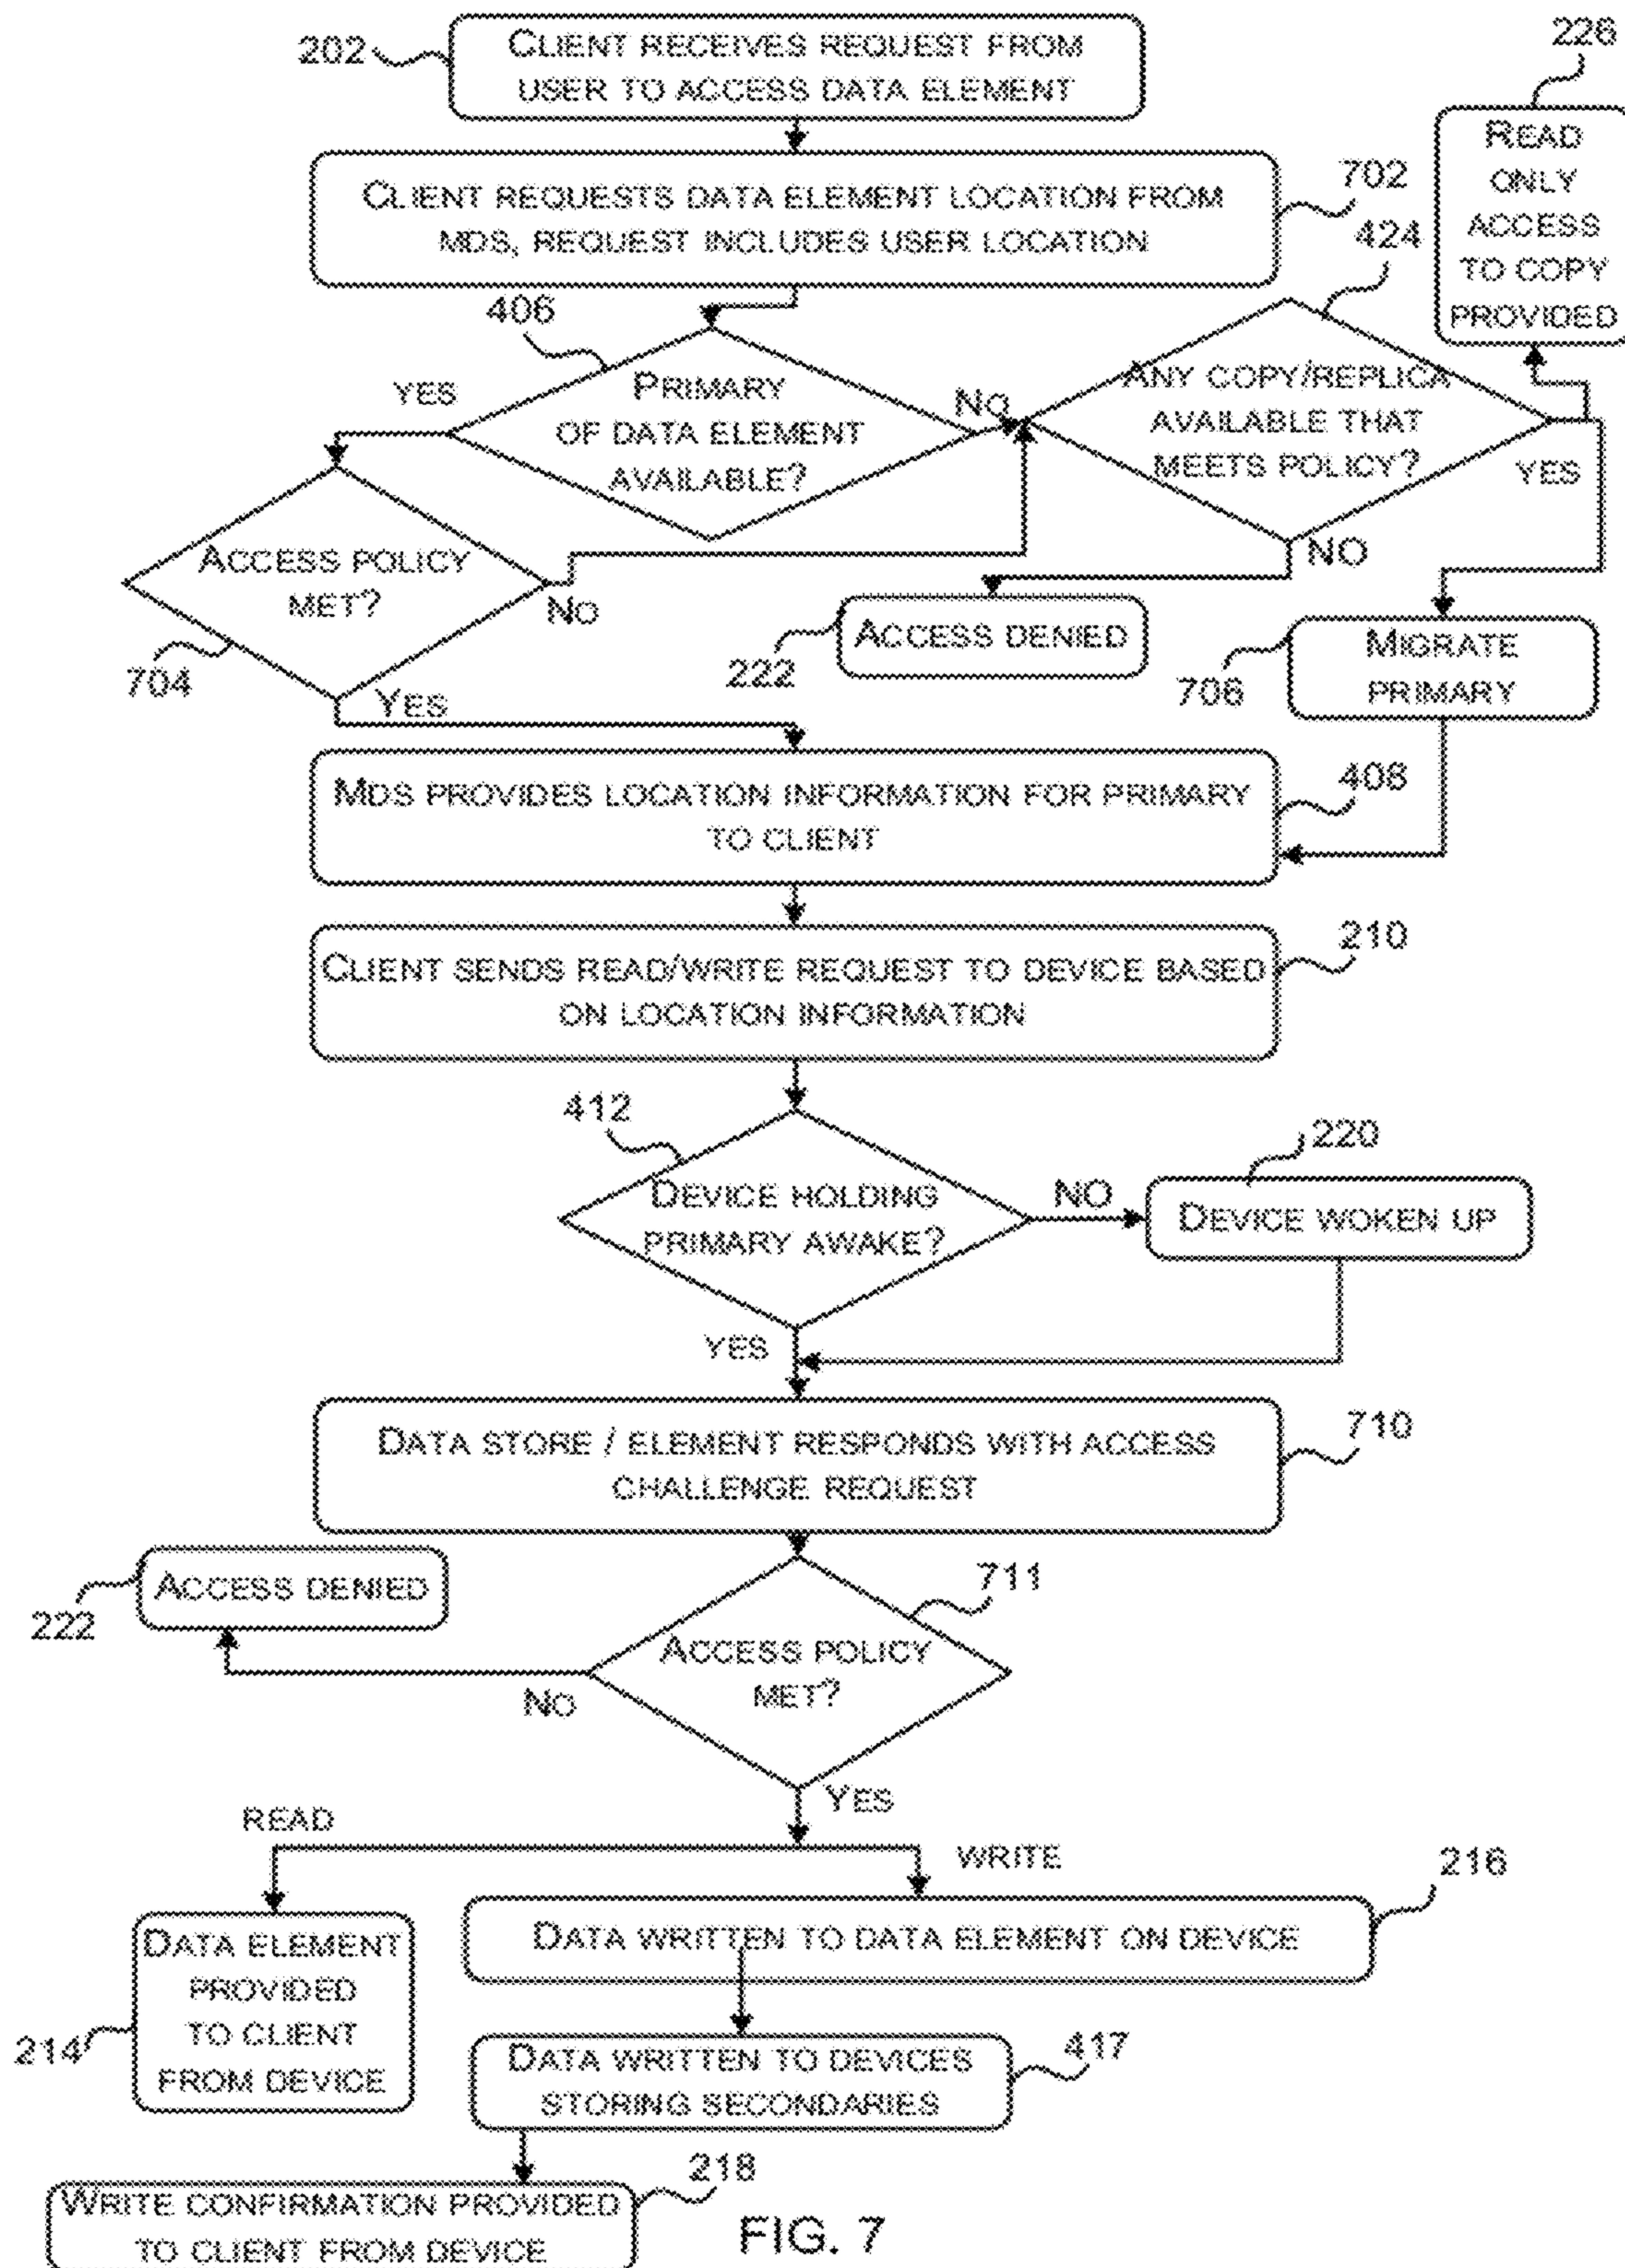 202
CLIENT RECEIVES REQUEST FROM
USER TO ACCESS DATA ELEMENT
226
READ
ONLY
ACCESS
TO COPY
PROVIDED
CLIENT REQUESTS DATA ELEMENT LOCATION FROM
MDS, REQUEST INCLUDES USER LOCATION
702
424
406
YES
PRIMARY
OF DATA ELEMENT
AVAILABLE?
NO
ANY COPY/REPLICA
AVAILABLE THAT
MEETS POLICY?
YES
NO
ACCESS POLICY
MET?
NO
704
YES
222
ACCESS DENIED
706
MIGRATE
PRIMARY
MDS PROVIDES LOCATION INFORMATION FOR PRIMARY
TO CLIENT
408
CLIENT SENDS READ/WRITE REQUEST TO DEVICE BASED
ON LOCATION INFORMATION
210
412
DEVICE HOLDING
PRIMARY AWAKE?
NO
220
DEVICE WOKEN UP
YES
DATA STORE / ELEMENT RESPONDS WITH ACCESS
CHALLENGE REQUEST
710
222
ACCESS DENIED
711
ACCESS POLICY
MET?
NO
YES
READ
WRITE
216
DATA ELEMENT
PROVIDED
TO CLIENT
FROM DEVICE
214
DATA WRITTEN TO DATA ELEMENT ON DEVICE
DATA WRITTEN TO DEVICES
STORING SECONDARIES
417
WRITE CONFIRMATION PROVIDED
TO CLIENT FROM DEVICE
218
FIG. 7